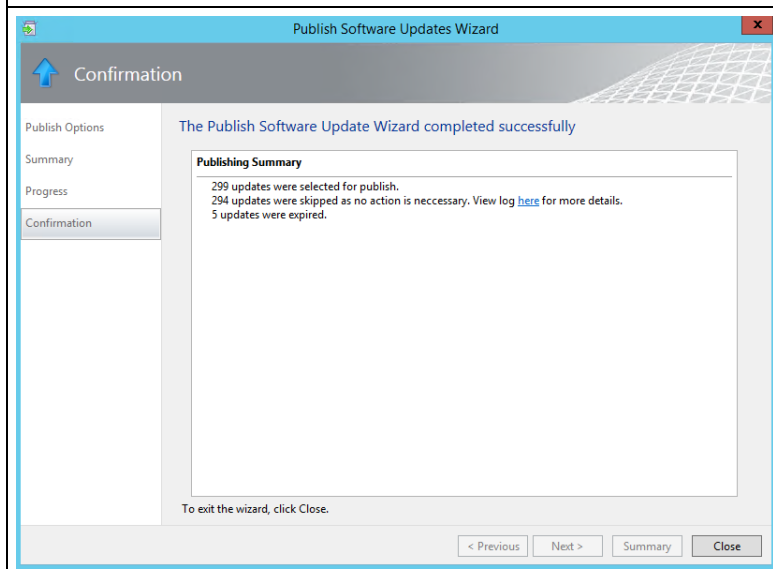 Publish Software Updates Wizard
x
Confirmation
Publish Options
Summary
Progress
Confirmation
The Publish Software Update Wizard completed successfully
Publishing Summary
299 updates were selected for publish.
294 updates were skipped as no action is neccessary. View log here for more details.
5 updates were expired.
To exit the wizard, click Close.
< Previous
Next >
Summary
Close